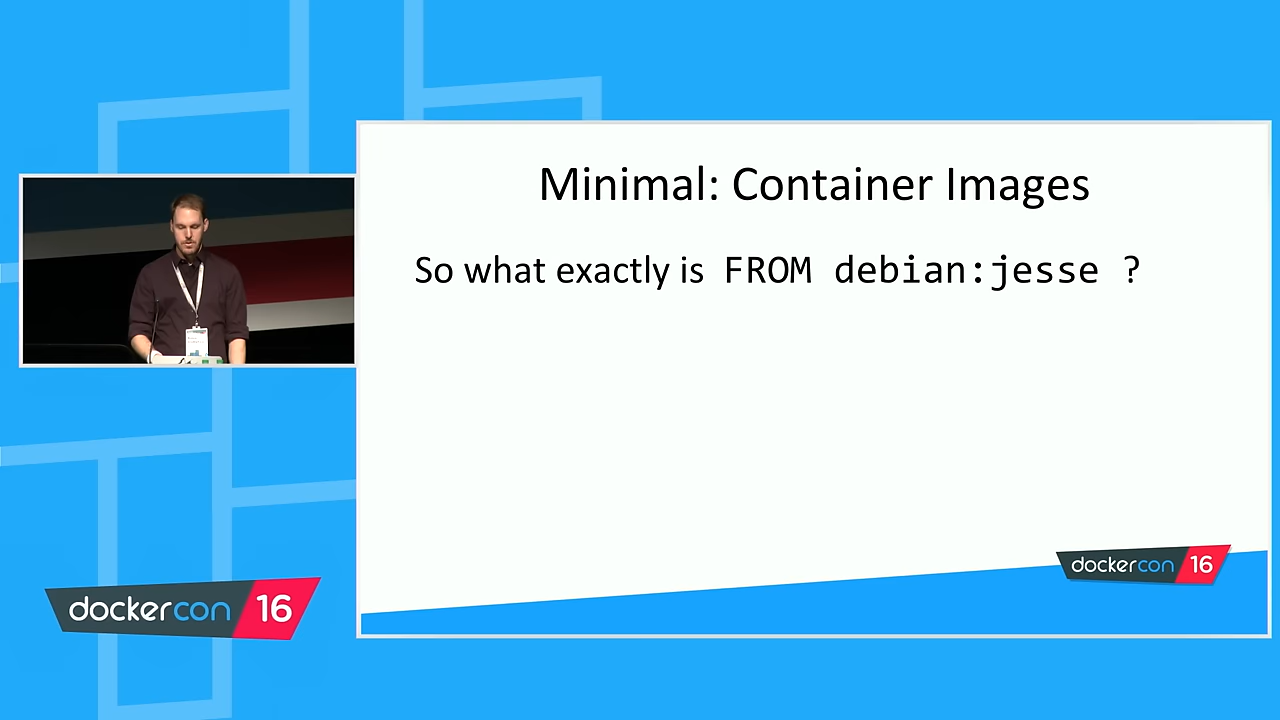 Minimal: Container Images
So what exactly is FROM debian:jesse ?
dockercon 16
dockercon 16